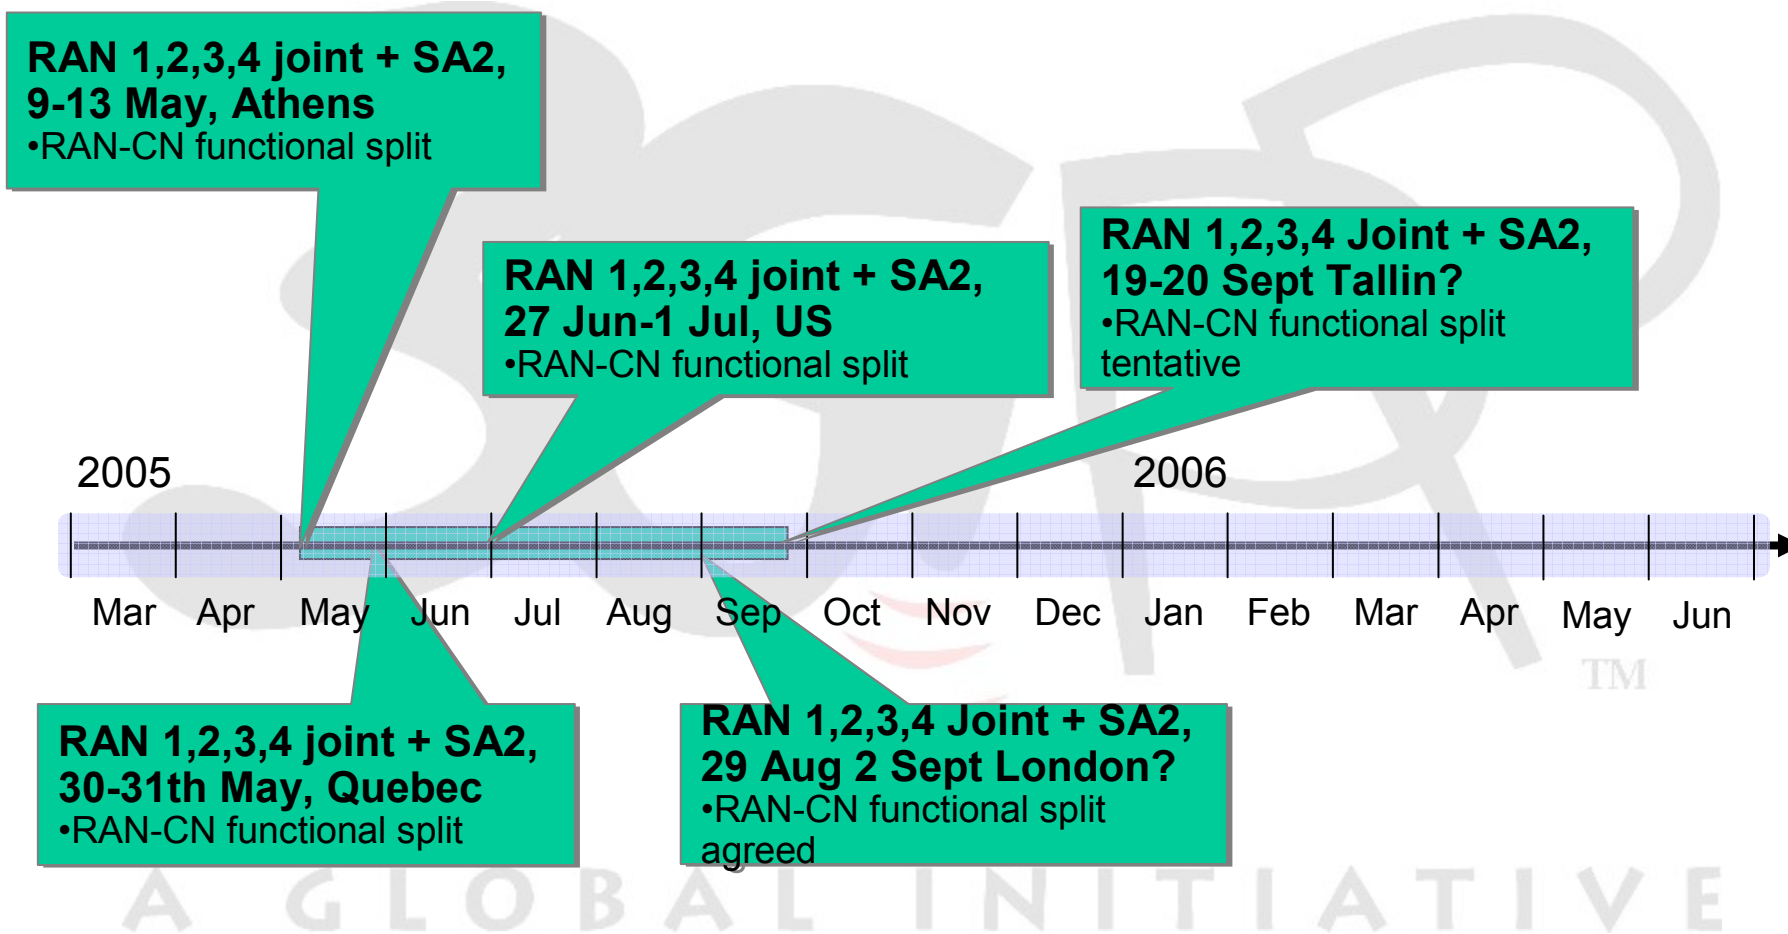 RAN 1,2,3,4 joint + SA2,
9-13 May, Athens
•RAN-CN functional split
RAN 1,2,3,4 joint + SA2,
27 Jun-1 Jul, US
•RAN-CN functional split
RAN 1,2,3,4 Joint + SA2,
19-20 Sept Tallin?
•RAN-CN functional split
tentative
2005
2006
Mar Apr May Jun Jul Aug Sep Oct Nov Dec Jan Feb Mar Apr May Jun
RAN 1,2,3,4 joint + SA2,
30-31th May, Quebec
•RAN-CN functional split
RAN 1,2,3,4 Joint + SA2,
29 Aug 2 Sept London?
•RAN-CN functional split
agreed
3GPP
TM
A GLOBAL INITIATIVE